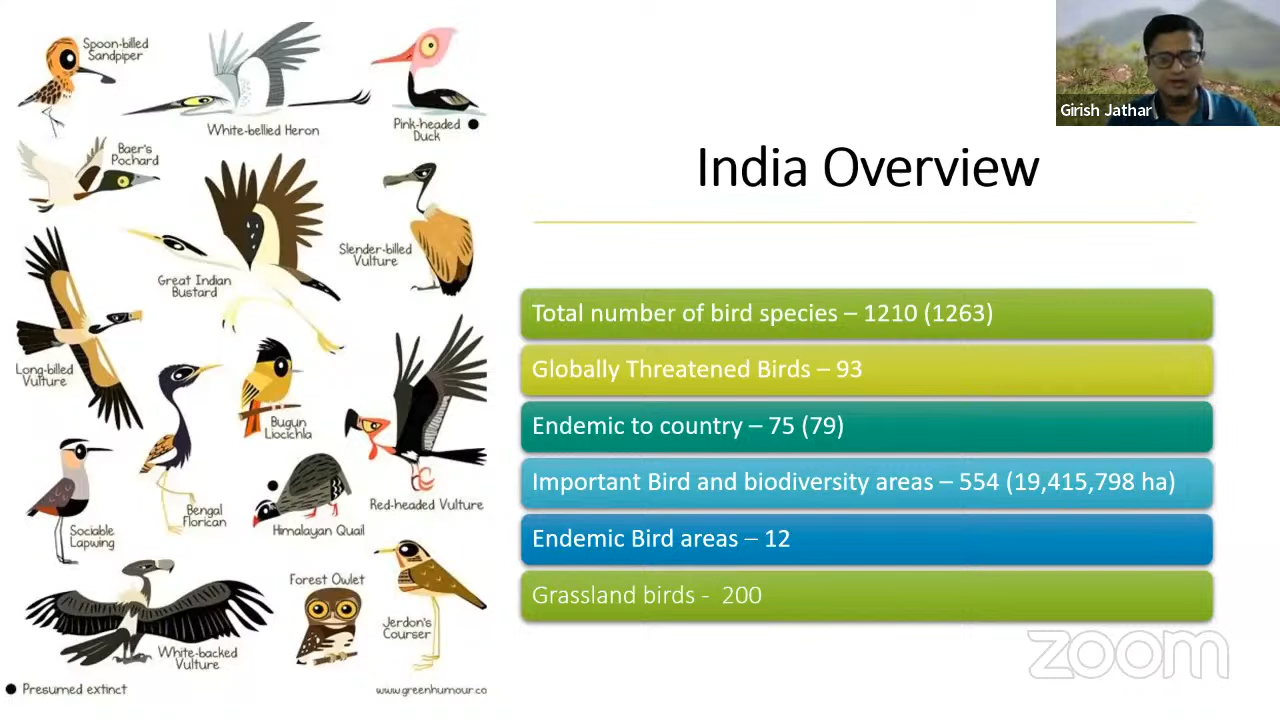 Spoon-billed
Sandpiper
White-bellied Heron
Pink-headed
Duck
Baer's
Pochard
Slender-billed
Vulture
Great Indian
Bustard
Long-billed
Vulture
Bugun
Liocichla
Red-headed Vulture
Bengal
Florican
Himalayan Quail
Sociable
Lapwing
Forest Owlet
Jerdon's
Courser
White-backed
Vulture
Presumed extinct
www.greenhumour.co
Girish Jathar
India Overview
Total number of bird species – 1210 (1263)
Globally Threatened Birds – 93
Endemic to country – 75 (79)
Important Bird and biodiversity areas – 554 (19,415,798 ha)
Endemic Bird areas – 12
Grassland birds - 200
zoom